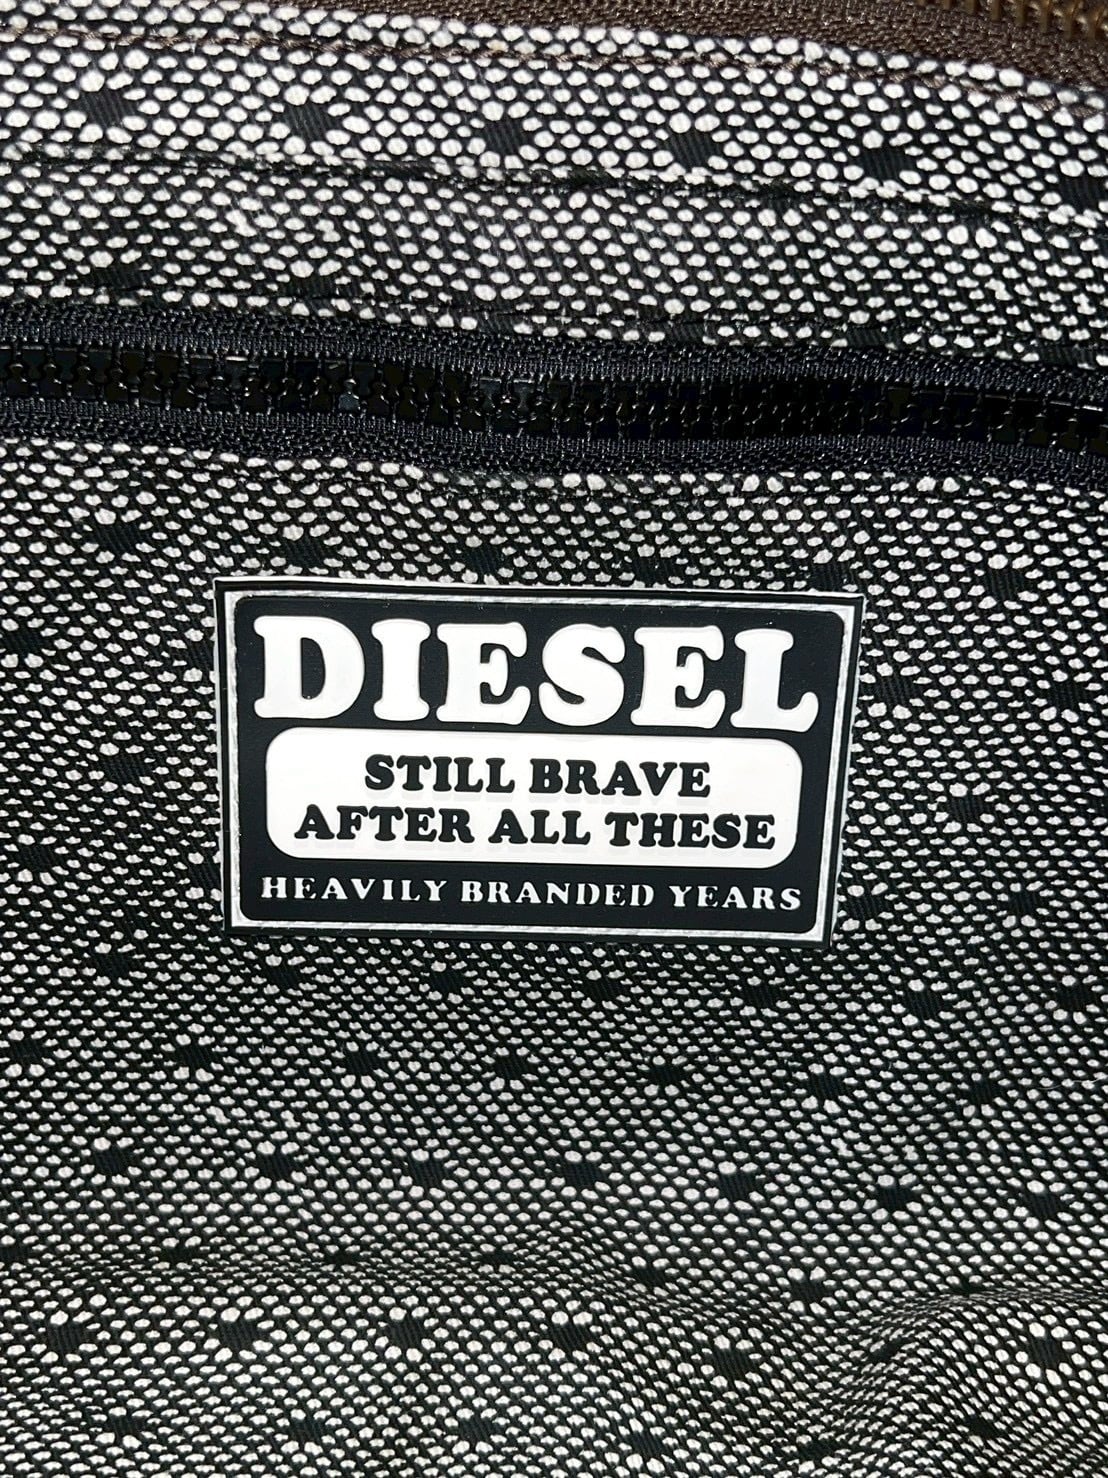 DIESEL
STILL BRAVE
AFTER ALL THESE
HEAVILY BRANDED YEARS